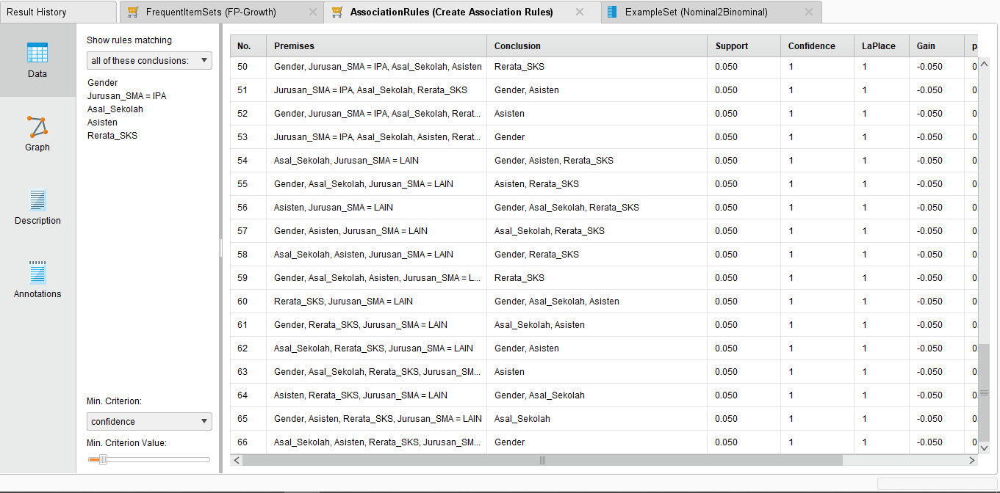 Result History
FrequentItemSets (FP-Growth)
AssociationRules (Create Association Rules)
ExampleSet (Nominal2Binominal)
Data
Graph
Description
Annotations
Show rules matching
all of these conclusions:
Gender
Jurusan_SMA = IPA
Asal_Sekolah
Asisten
Rerata_SKS
Min. Criterion:
confidence
Min. Criterion Value:
No. Premises Conclusion Support Confidence LaPlace Gain p
50 Gender, Jurusan_SMA = IPA, Asal_Sekolah, Asisten Rerata_SKS 0.050 1 1 -0.050 0
51 Jurusan_SMA = IPA, Asal_Sekolah, Rerata_SKS Gender, Asisten 0.050 1 1 -0.050 0
52 Gender, Jurusan_SMA = IPA, Asal_Sekolah, Rerat... Asisten 0.050 1 1 -0.050 0
53 Jurusan_SMA = IPA, Asal_Sekolah, Asisten, Rerat... Gender 0.050 1 1 -0.050 0
54 Asal_Sekolah, Jurusan_SMA = LAIN Gender, Asisten, Rerata_SKS 0.050 1 1 -0.050 0
55 Gender, Asal_Sekolah, Jurusan_SMA = LAIN Asisten, Rerata_SKS 0.050 1 1 -0.050 0
56 Asisten, Jurusan_SMA = LAIN Gender, Asal_Sekolah, Rerata_SKS 0.050 1 1 -0.050 0
57 Gender, Asisten, Jurusan_SMA = LAIN Asal_Sekolah, Rerata_SKS 0.050 1 1 -0.050 0
58 Asal_Sekolah, Asisten, Jurusan_SMA = LAIN Gender, Rerata_SKS 0.050 1 1 -0.050 0
59 Gender, Asal_Sekolah, Asisten, Jurusan_SMA = L... Rerata_SKS 0.050 1 1 -0.050 0
60 Rerata_SKS, Jurusan_SMA = LAIN Gender, Asal_Sekolah, Asisten 0.050 1 1 -0.050 0
61 Gender, Rerata_SKS, Jurusan_SMA = LAIN Asal_Sekolah, Asisten 0.050 1 1 -0.050 0
62 Asal_Sekolah, Rerata_SKS, Jurusan_SMA = LAIN Gender, Asisten 0.050 1 1 -0.050 0
63 Gender, Asal_Sekolah, Rerata_SKS, Jurusan_SM... Asisten 0.050 1 1 -0.050 0
64 Asisten, Rerata_SKS, Jurusan_SMA = LAIN Gender, Asal_Sekolah 0.050 1 1 -0.050 0
65 Gender, Asisten, Rerata_SKS, Jurusan_SMA = LAIN Asal_Sekolah 0.050 1 1 -0.050 0
66 Asal_Sekolah, Asisten, Rerata_SKS, Jurusan_SM... Gender 0.050 1 1 -0.050 0